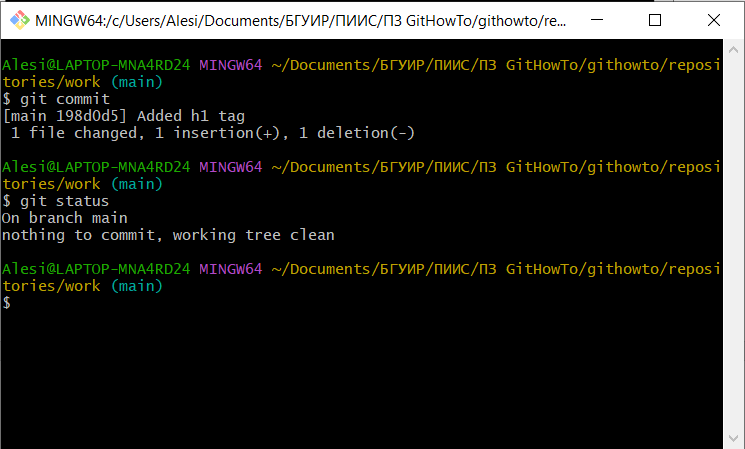 MINGW64:/c/Users/Alesi/Documents/БГУИР/ПИИС/ПЗ GitHowTo/githowto/re...
Alesi@LAPTOP-MNA4RD24 MINGW64 ~/Documents/БГУИР/ПИИС/ПЗ GitHowTo/githowto/reposi
tories/work (main)
$ git commit
[main 198d0d5] Added h1 tag
 1 file changed, 1 insertion(+), 1 deletion(-)
Alesi@LAPTOP-MNA4RD24 MINGW64 ~/Documents/БГУИР/ПИИС/ПЗ GitHowTo/githowto/reposi
tories/work (main)
$ git status
On branch main
nothing to commit, working tree clean
Alesi@LAPTOP-MNA4RD24 MINGW64 ~/Documents/БГУИР/ПИИС/ПЗ GitHowTo/githowto/reposi
tories/work (main)
$